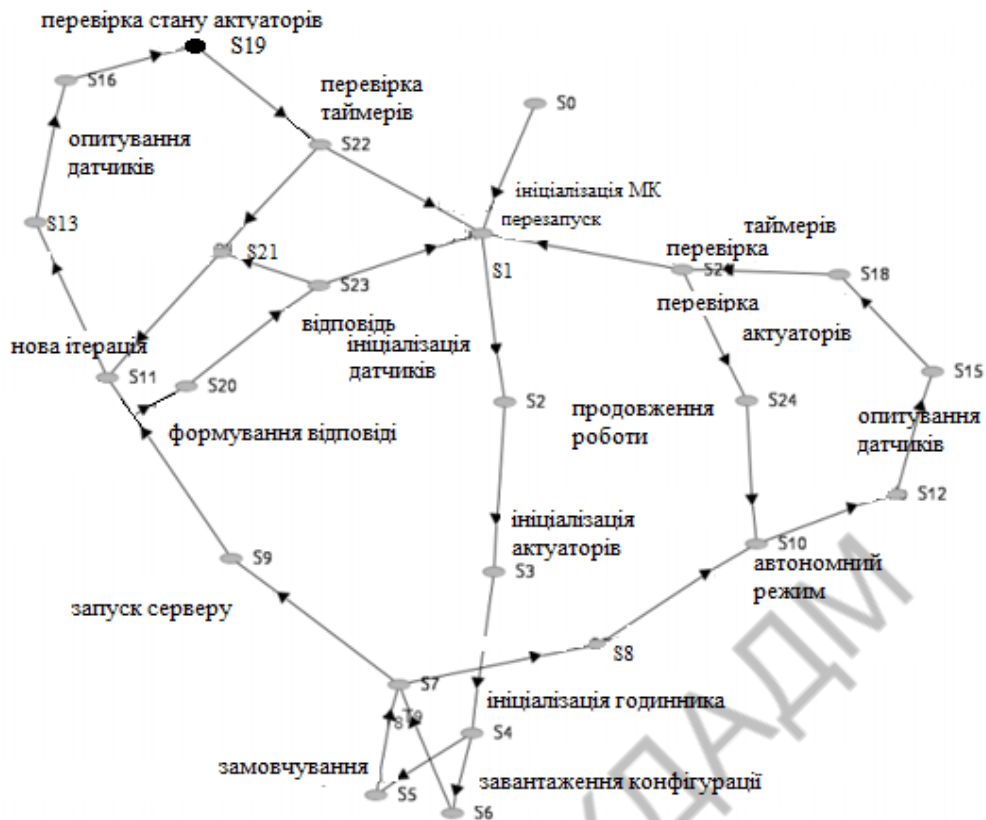 перевірка стану актуаторів
S19
S16
перевірка
таймерів
S0
опитування
датчиків
S22
ініціалізація МК
перезапуск
S13
S21
таймерів
перевірка
S1
S2
S18
S23
перевірка
актуаторів
відповідь
ініціалізація
датчиків
нова ітерація
S11
S20
S2
S15
S24
продовження
роботи
опитування
датчиків
формування відповіді
S12
ініціалізація
актуаторів
S10
автономний
режим
S9
S3
запуск серверу
S8
S7
ініціалізація годинника
S4
замовчування
завантаження конфігурації
S5
S6